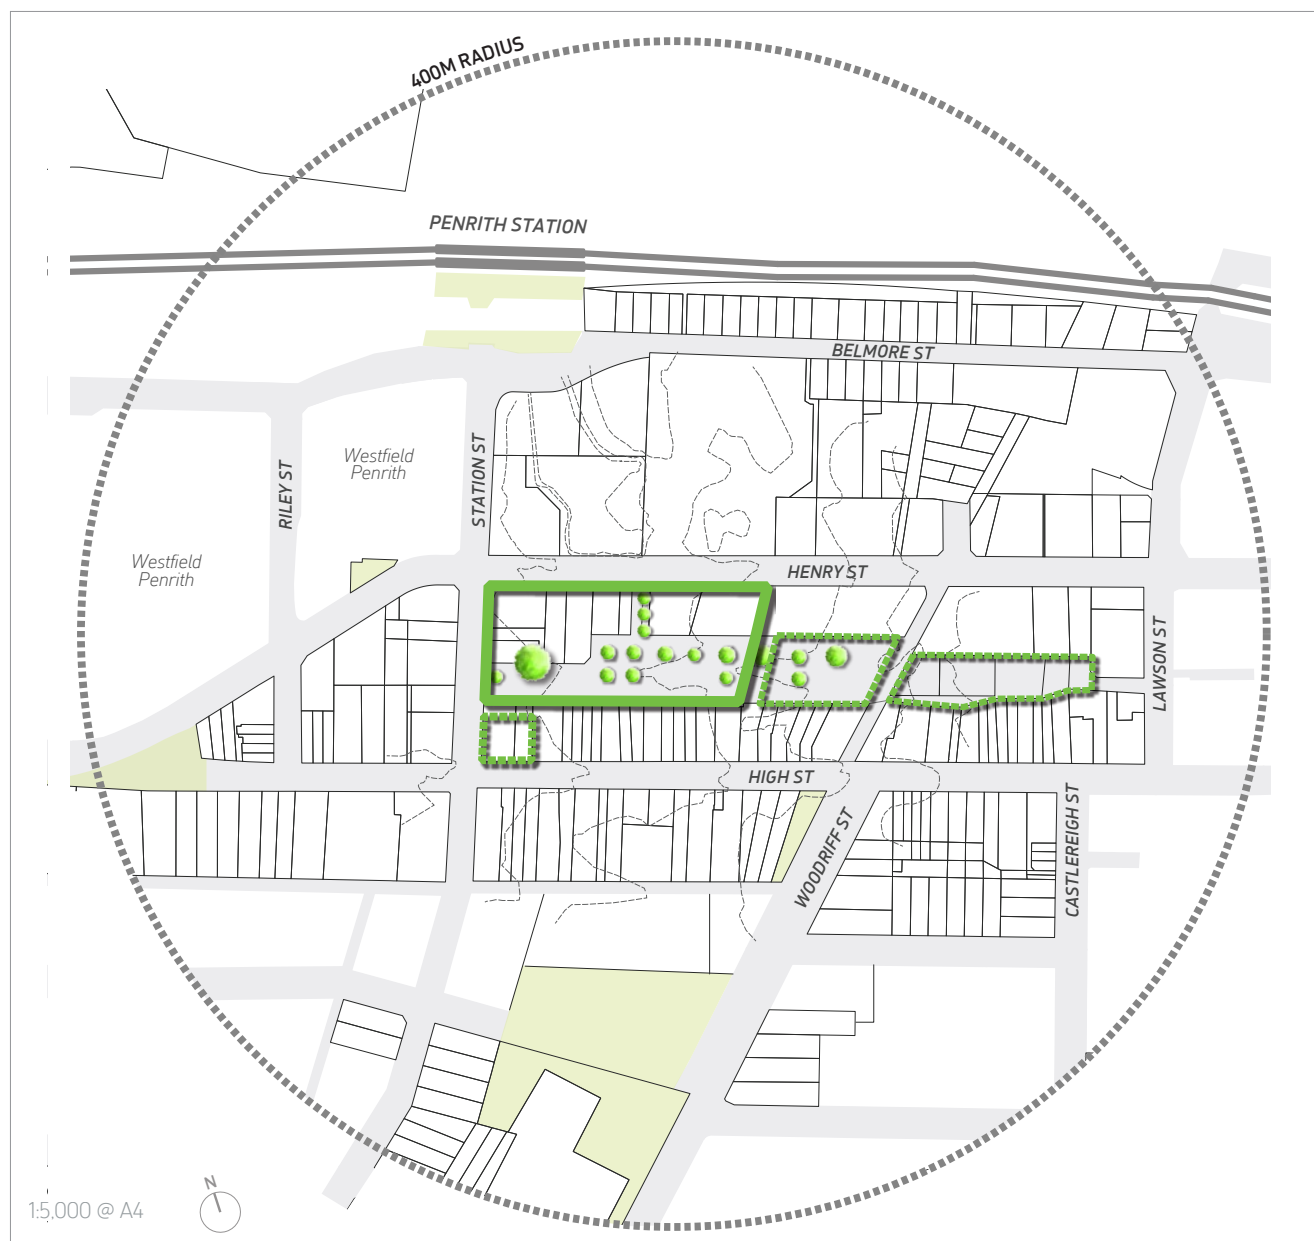 400M RADIUS
PENRITH STATION
BELMORE ST
Westfield
Penrith
STATION ST
RILEY ST
Westfield
Penrith
HENRY ST
LAWSON ST
HIGH ST
WOODRIFF ST
CASTLEREIGH ST
N
1:5,000 @ A4